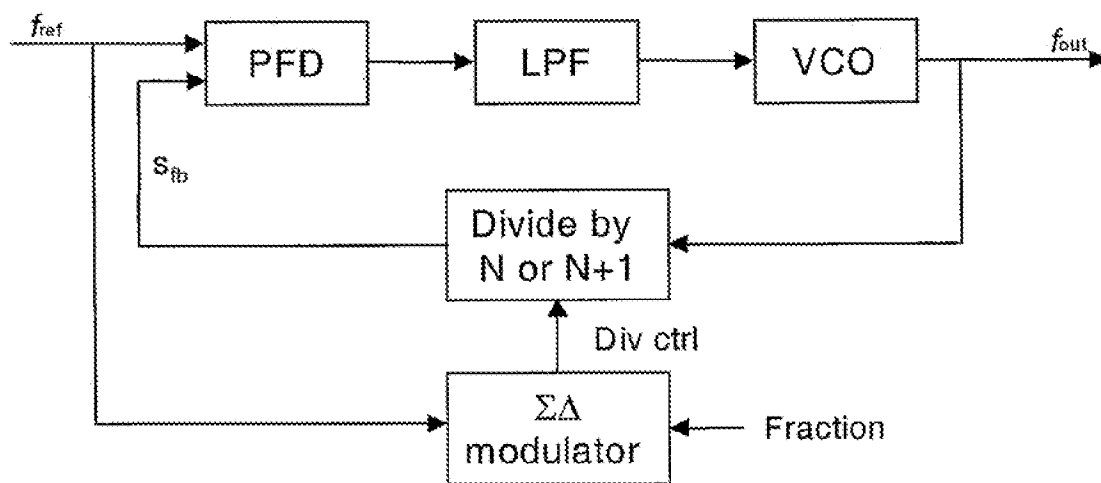 fref
PFD
LPF
VCO
fout
sfb
Divide by
N or N+1
Div ctrl
ΣΔ
modulator
Fraction